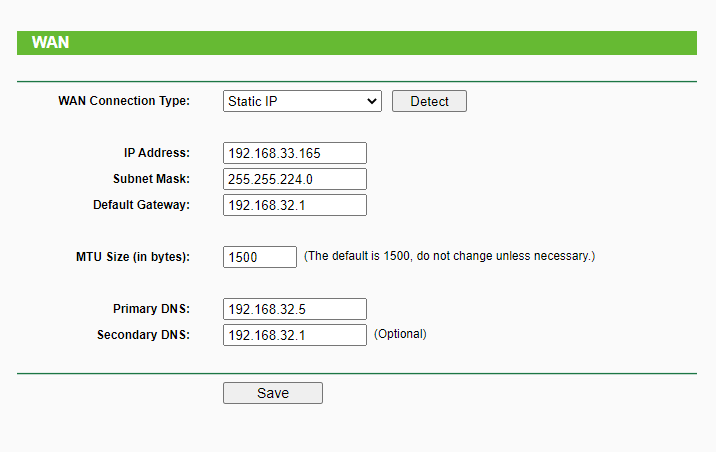 WAN
WAN Connection Type: Static IP Detect
IP Address: 192.168.33.165
Subnet Mask: 255.255.224.0
Default Gateway: 192.168.32.1
MTU Size (in bytes): 1500 (The default is 1500, do not change unless necessary.)
Primary DNS: 192.168.32.5
Secondary DNS: 192.168.32.1 (Optional)
Save